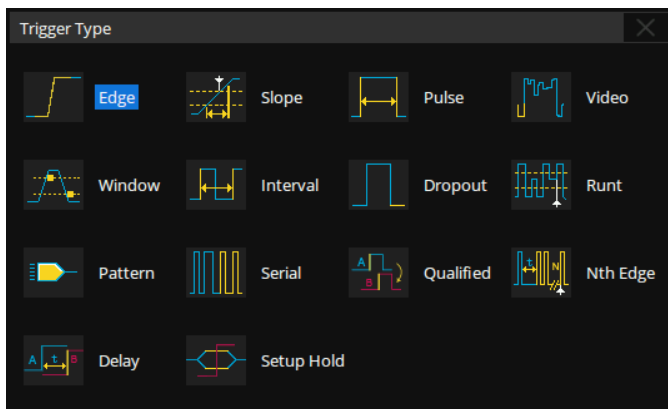 Trigger Type
Edge Slope Pulse Video
Window Interval Dropout Runt
A B N t
Pattern Serial Qualified Nth Edge
A t B
Delay Setup Hold